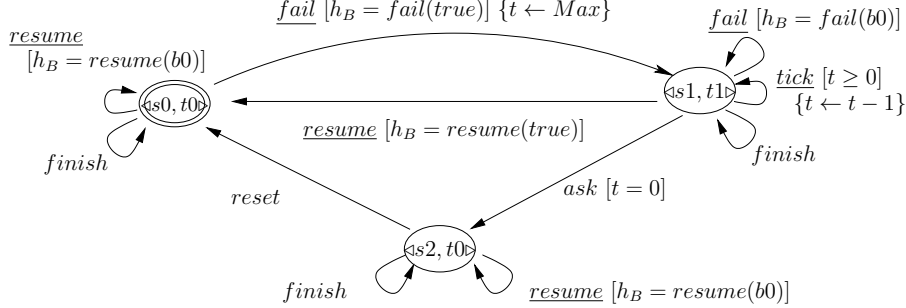 fail [h_B = fail(true)] {t ← Max}
resume
[h_B = resume(b0)]
fail [h_B = fail(b0)]
tick [t ≥ 0]
{t ← t − 1}
◁s0, t0▷
◁s1, t1▷
resume [h_B = resume(true)]
finish
finish
ask [t = 0]
reset
◁s2, t0▷
finish
resume [h_B = resume(b0)]